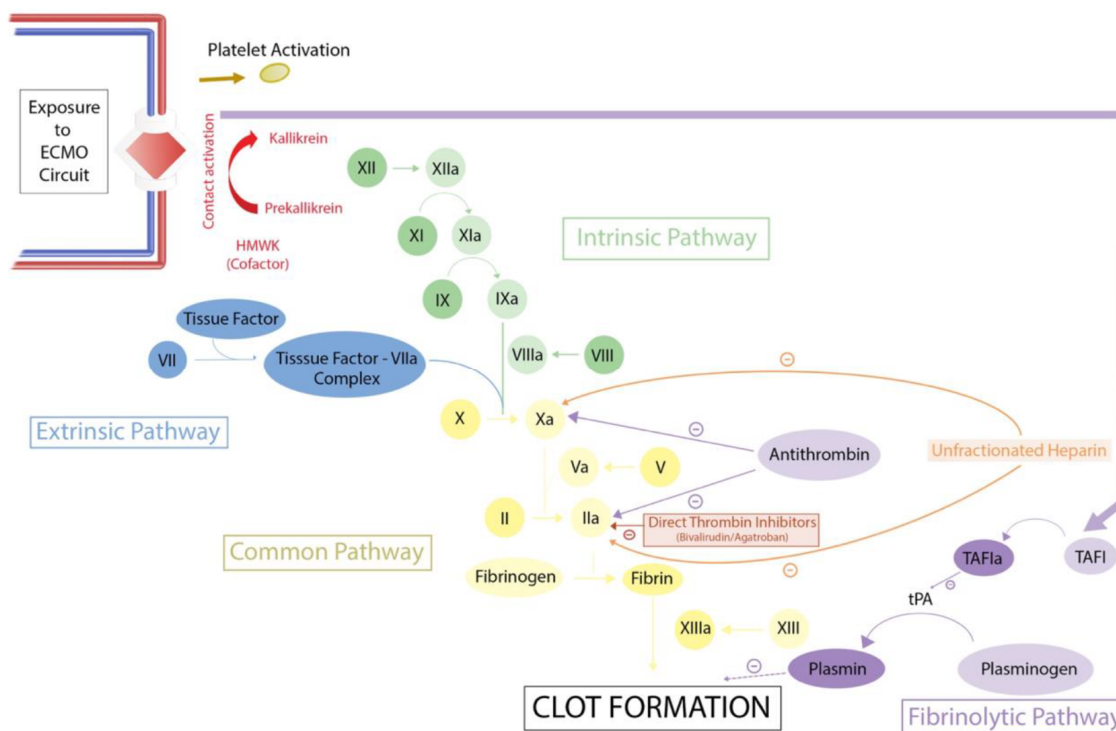 Platelet Activation
Exposure
to
ECMO
Circuit
Contact activation
Kallikrein
Prekallikrein
HMWK
(Cofactor)
XII
XIIa
XI
XIa
Intrinsic Pathway
IX
IXa
Tissue Factor
VII
Tisssue Factor - VIIa
Complex
VIIIa
VIII
Extrinsic Pathway
X
Xa
Antithrombin
Unfractionated Heparin
Va
V
II
IIa
Direct Thrombin Inhibitors
(Bivalirudin/Agatroban)
Common Pathway
Fibrinogen
Fibrin
TAFIa
TAFI
tPA
XIIIa
XIII
Plasmin
Plasminogen
CLOT FORMATION
Fibrinolytic Pathway